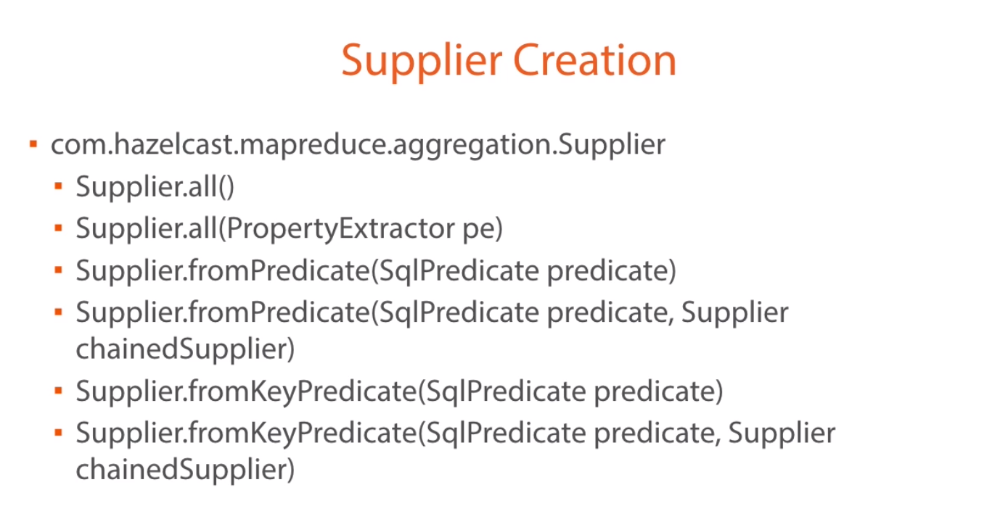 Supplier Creation
com.hazelcast.mapreduce.aggregation.Supplier
Supplier.all()
Supplier.all(PropertyExtractor pe)
Supplier.fromPredicate(SqlPredicate predicate)
Supplier.fromPredicate(SqlPredicate predicate, Supplier
chainedSupplier)
Supplier.fromKeyPredicate(SqlPredicate predicate)
Supplier.fromKeyPredicate(SqlPredicate predicate, Supplier
chainedSupplier)